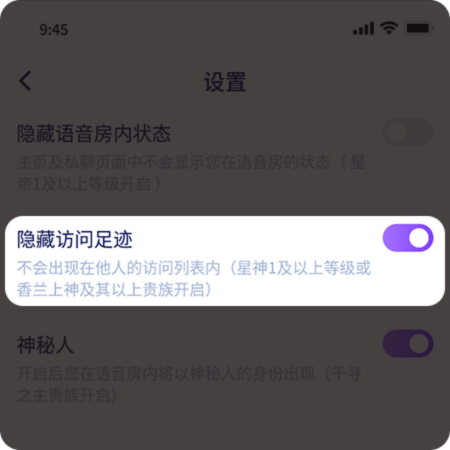 9:45
设置
隐藏语音房内状态
主页及私聊页面中不会显示您在语音房的状态（星
帝1及以上等级开启）
隐藏访问足迹
不会出现在他人的访问列表内（星神1及以上等级或
香兰上神及其以上贵族开启）
神秘人
开启后您在语音房内将以神秘人的身份出现（千寻
之主贵族开启）